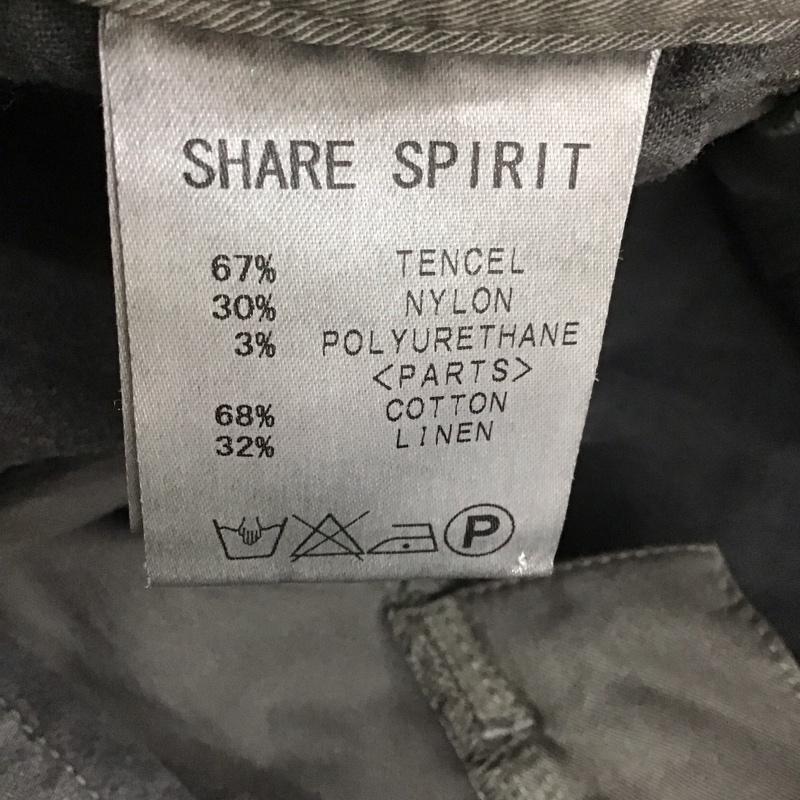 SHARE SPIRIT
67% TENCEL
30% NYLON
3% POLYURETHANE
<PARTS>
68% COTTON
32% LINEN
P